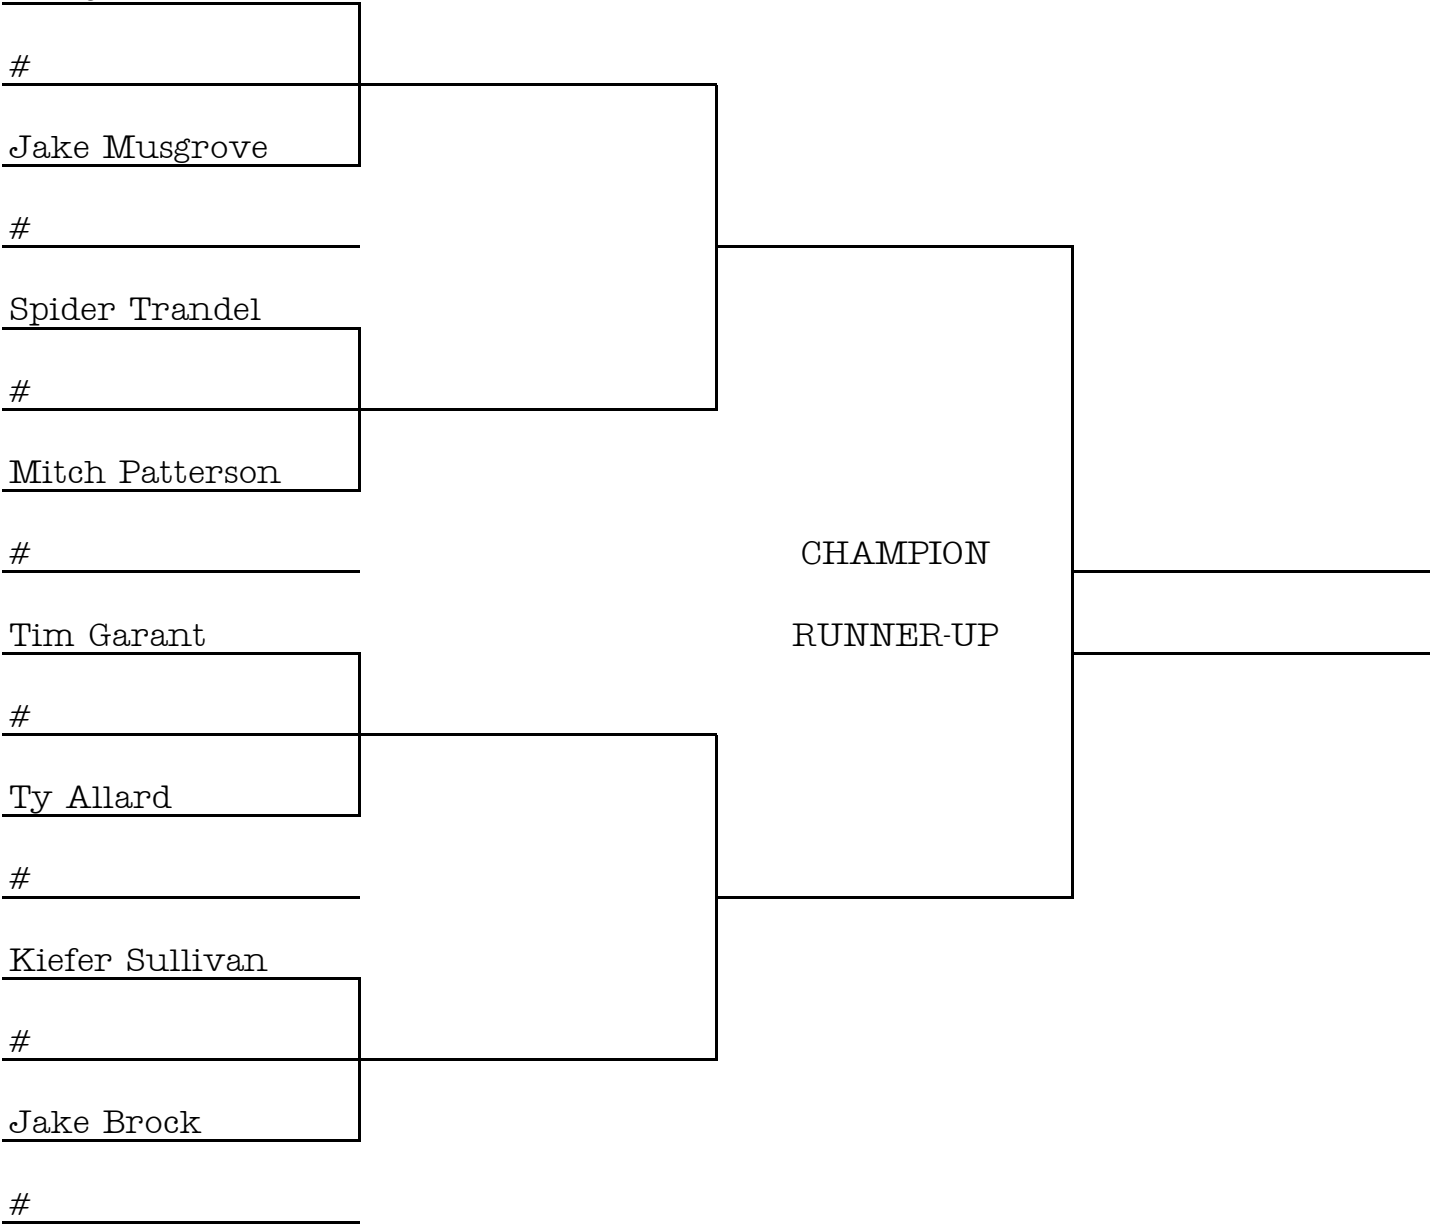 #
Jake Musgrove
#
Spider Trandel
#
Mitch Patterson
#
CHAMPION
Tim Garant
RUNNER-UP
#
Ty Allard
#
Kiefer Sullivan
#
Jake Brock
#